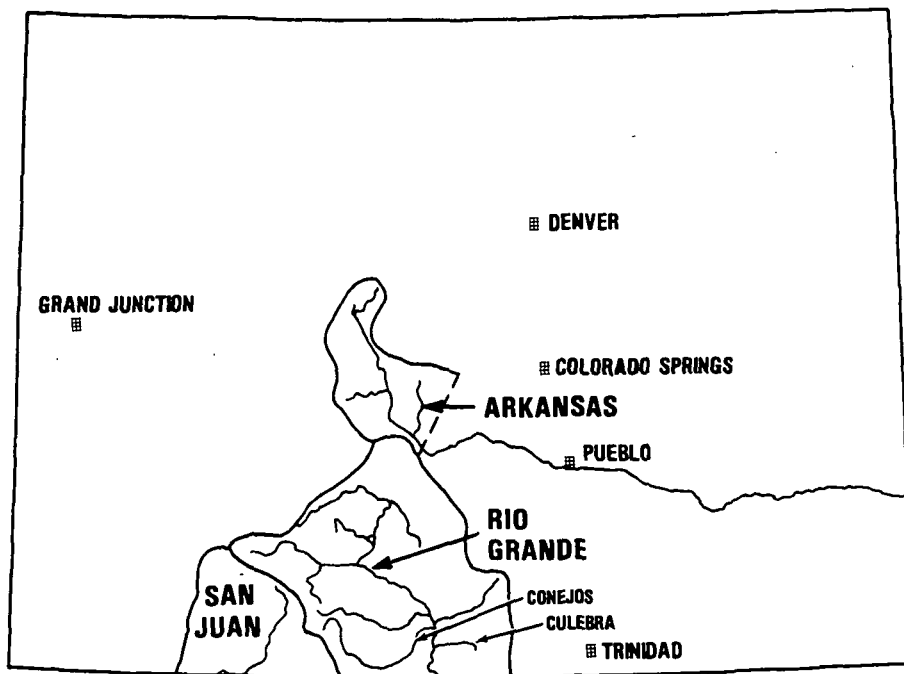 DENVER
GRAND JUNCTION
COLORADO SPRINGS
ARKANSAS
PUEBLO
RIO
GRANDE
SAN
JUAN
CONEJOS
CULEBRA
TRINIDAD